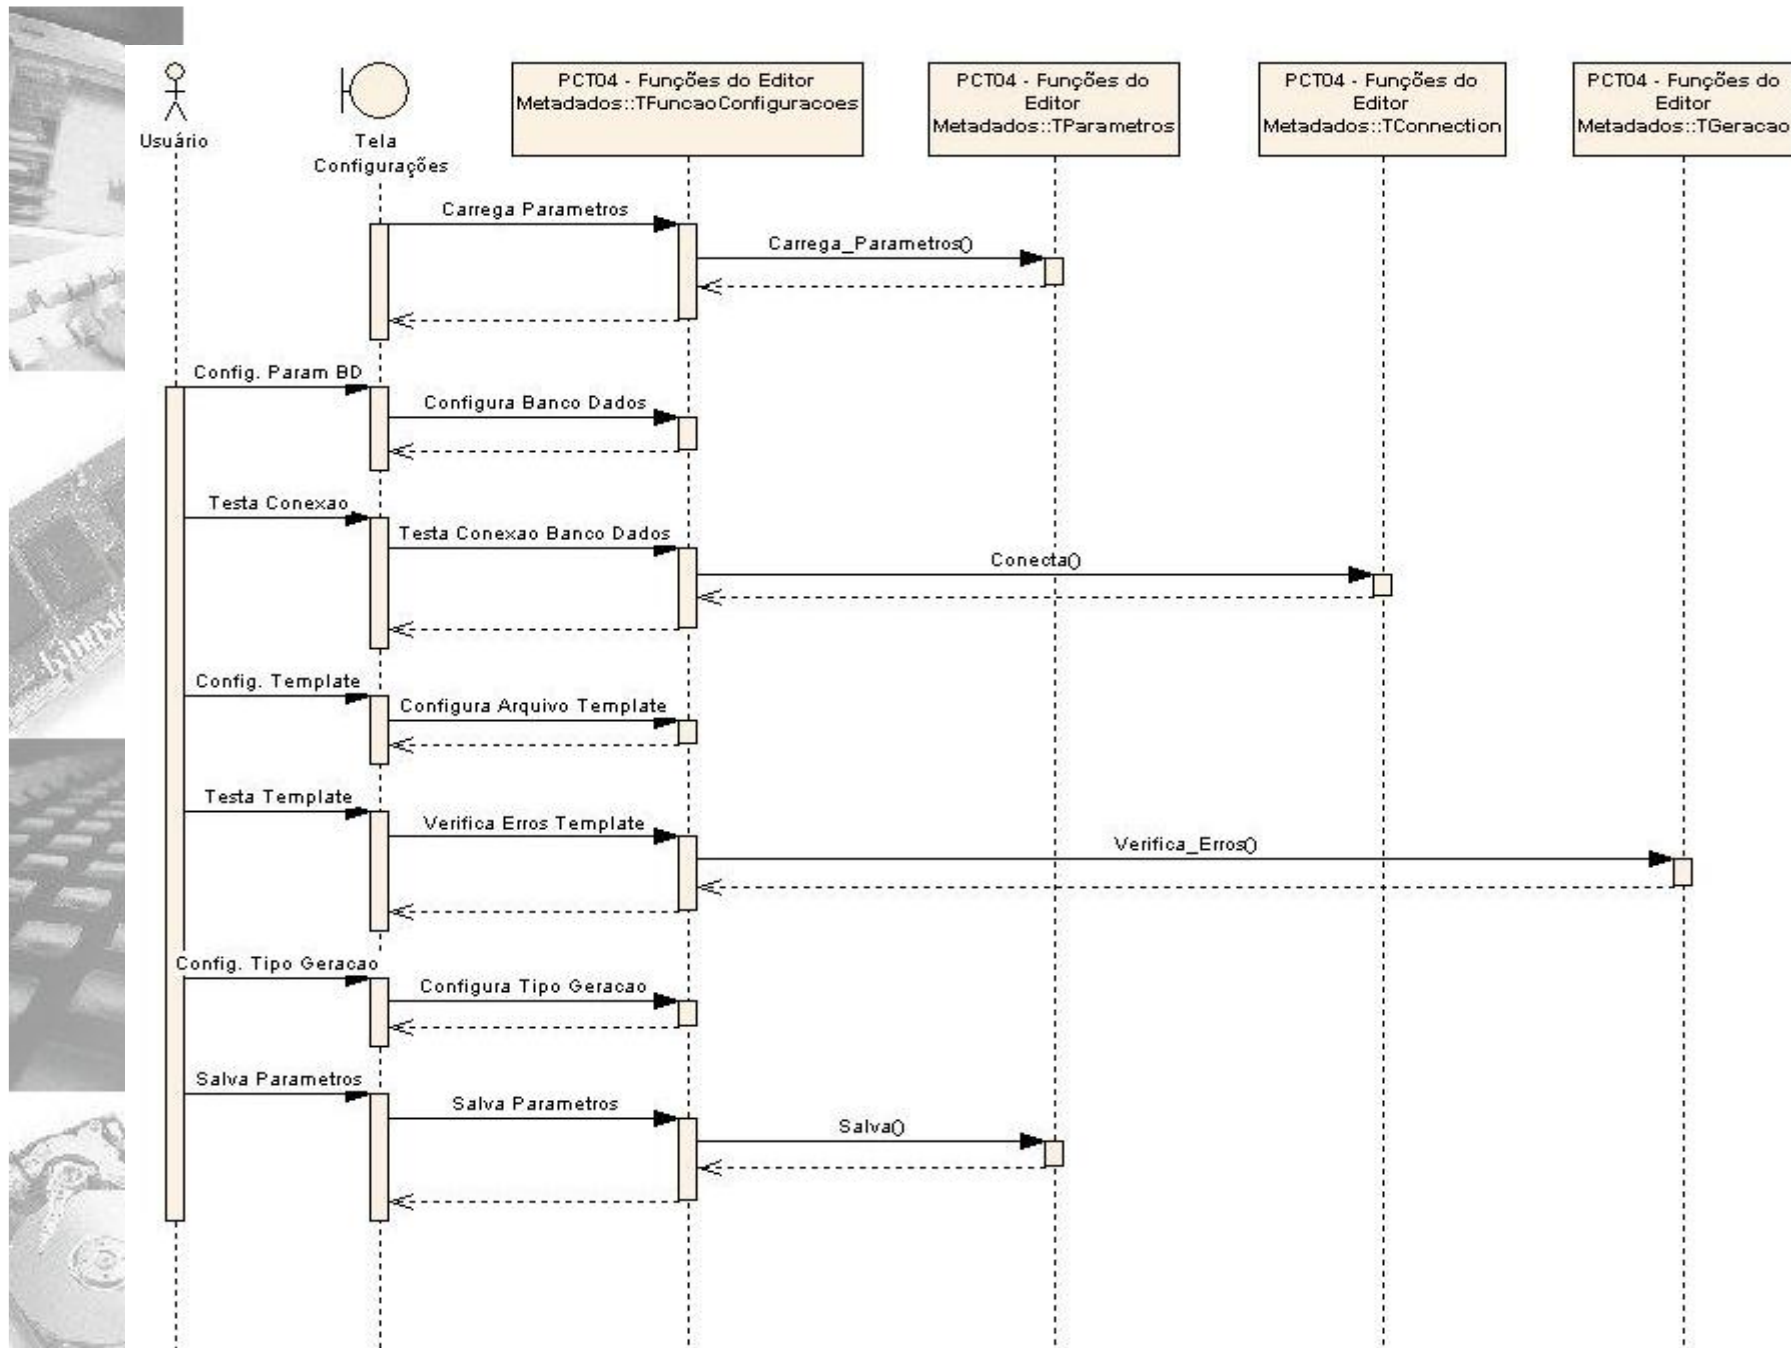 PCT04 - Funções do Editor
Metadados::TFuncaoConfiguracoes
PCT04 - Funções do
Editor
Metadados::TParametros
PCT04 - Funções do
Editor
Metadados::TConnection
PCT04 - Funções do
Editor
Metadados::TGeracao
Usuário
Tela
Configurações
Carrega Parametros
Carrega_Parametros()
Config. Param BD
Configura Banco Dados
Testa Conexao
Testa Conexao Banco Dados
Conecta()
Config. Template
Configura Arquivo Template
Testa Template
Verifica Erros Template
Verifica_Erros()
Config. Tipo Geracao
Configura Tipo Geracao
Salva Parametros
Salva Parametros
Salva()